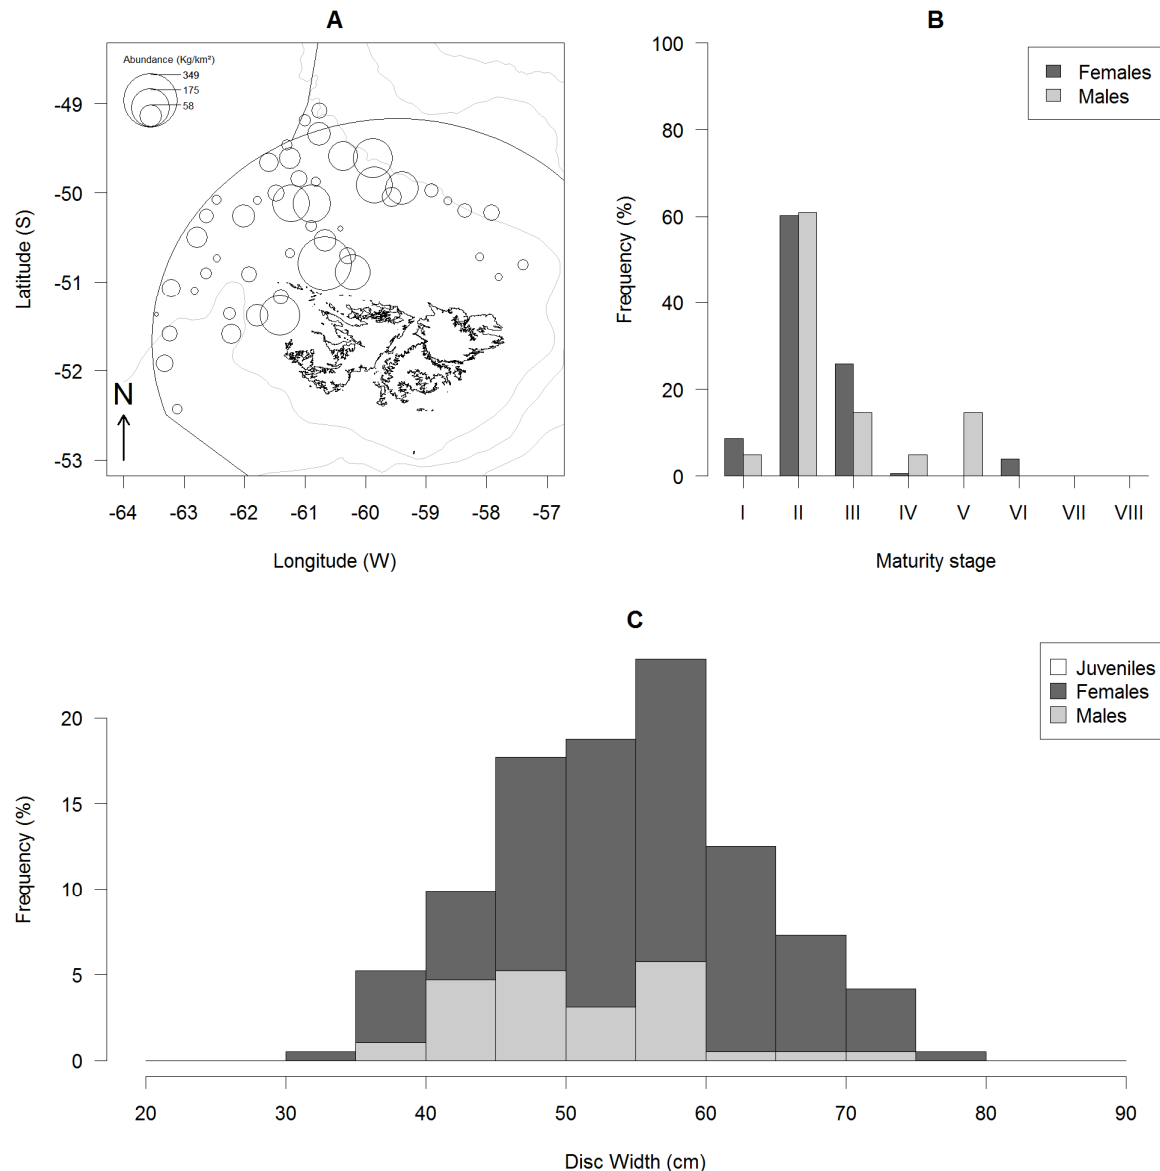 A
Abundance (Kg/km²)
349
175
58
-49
-50
-51
-52
-53
Latitude (S)
N
-64 -63 -62 -61 -60 -59 -58 -57
Longitude (W)
B
Females
Males
100
80
60
40
20
0
Frequency (%)
I II III IV V VI VII VIII
Maturity stage
C
Juveniles
Females
Males
20
15
10
5
0
Frequency (%)
20 30 40 50 60 70 80 90
Disc Width (cm)